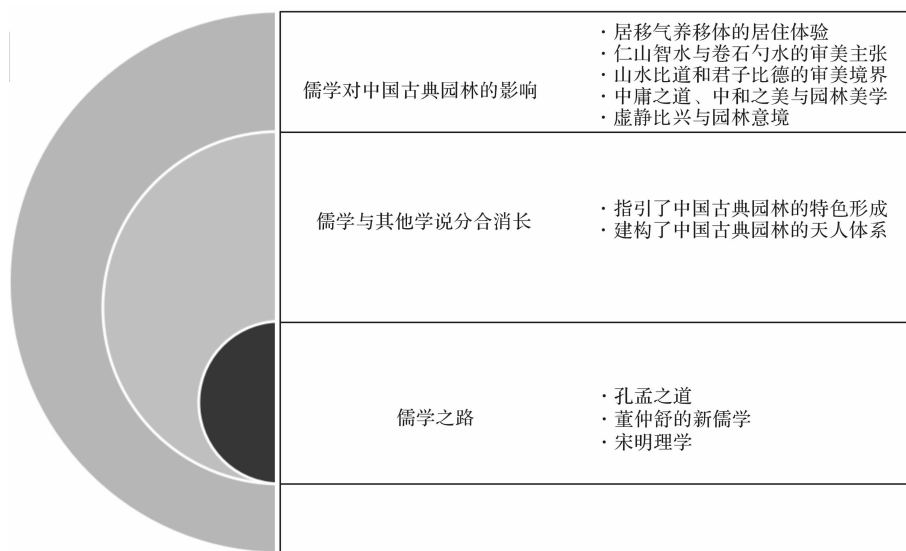 儒学对中国古典园林的影响
·居移气养移体的居住体验
·仁山智水与卷石勺水的审美主张
·山水比道和君子比德的审美境界
·中庸之道、中和之美与园林美学
·虚静比兴与园林意境
儒学与其他学说分合消长
·指引了中国古典园林的特色形成
·建构了中国古典园林的天人体系
儒学之路
·孔孟之道
·董仲舒的新儒学
·宋明理学